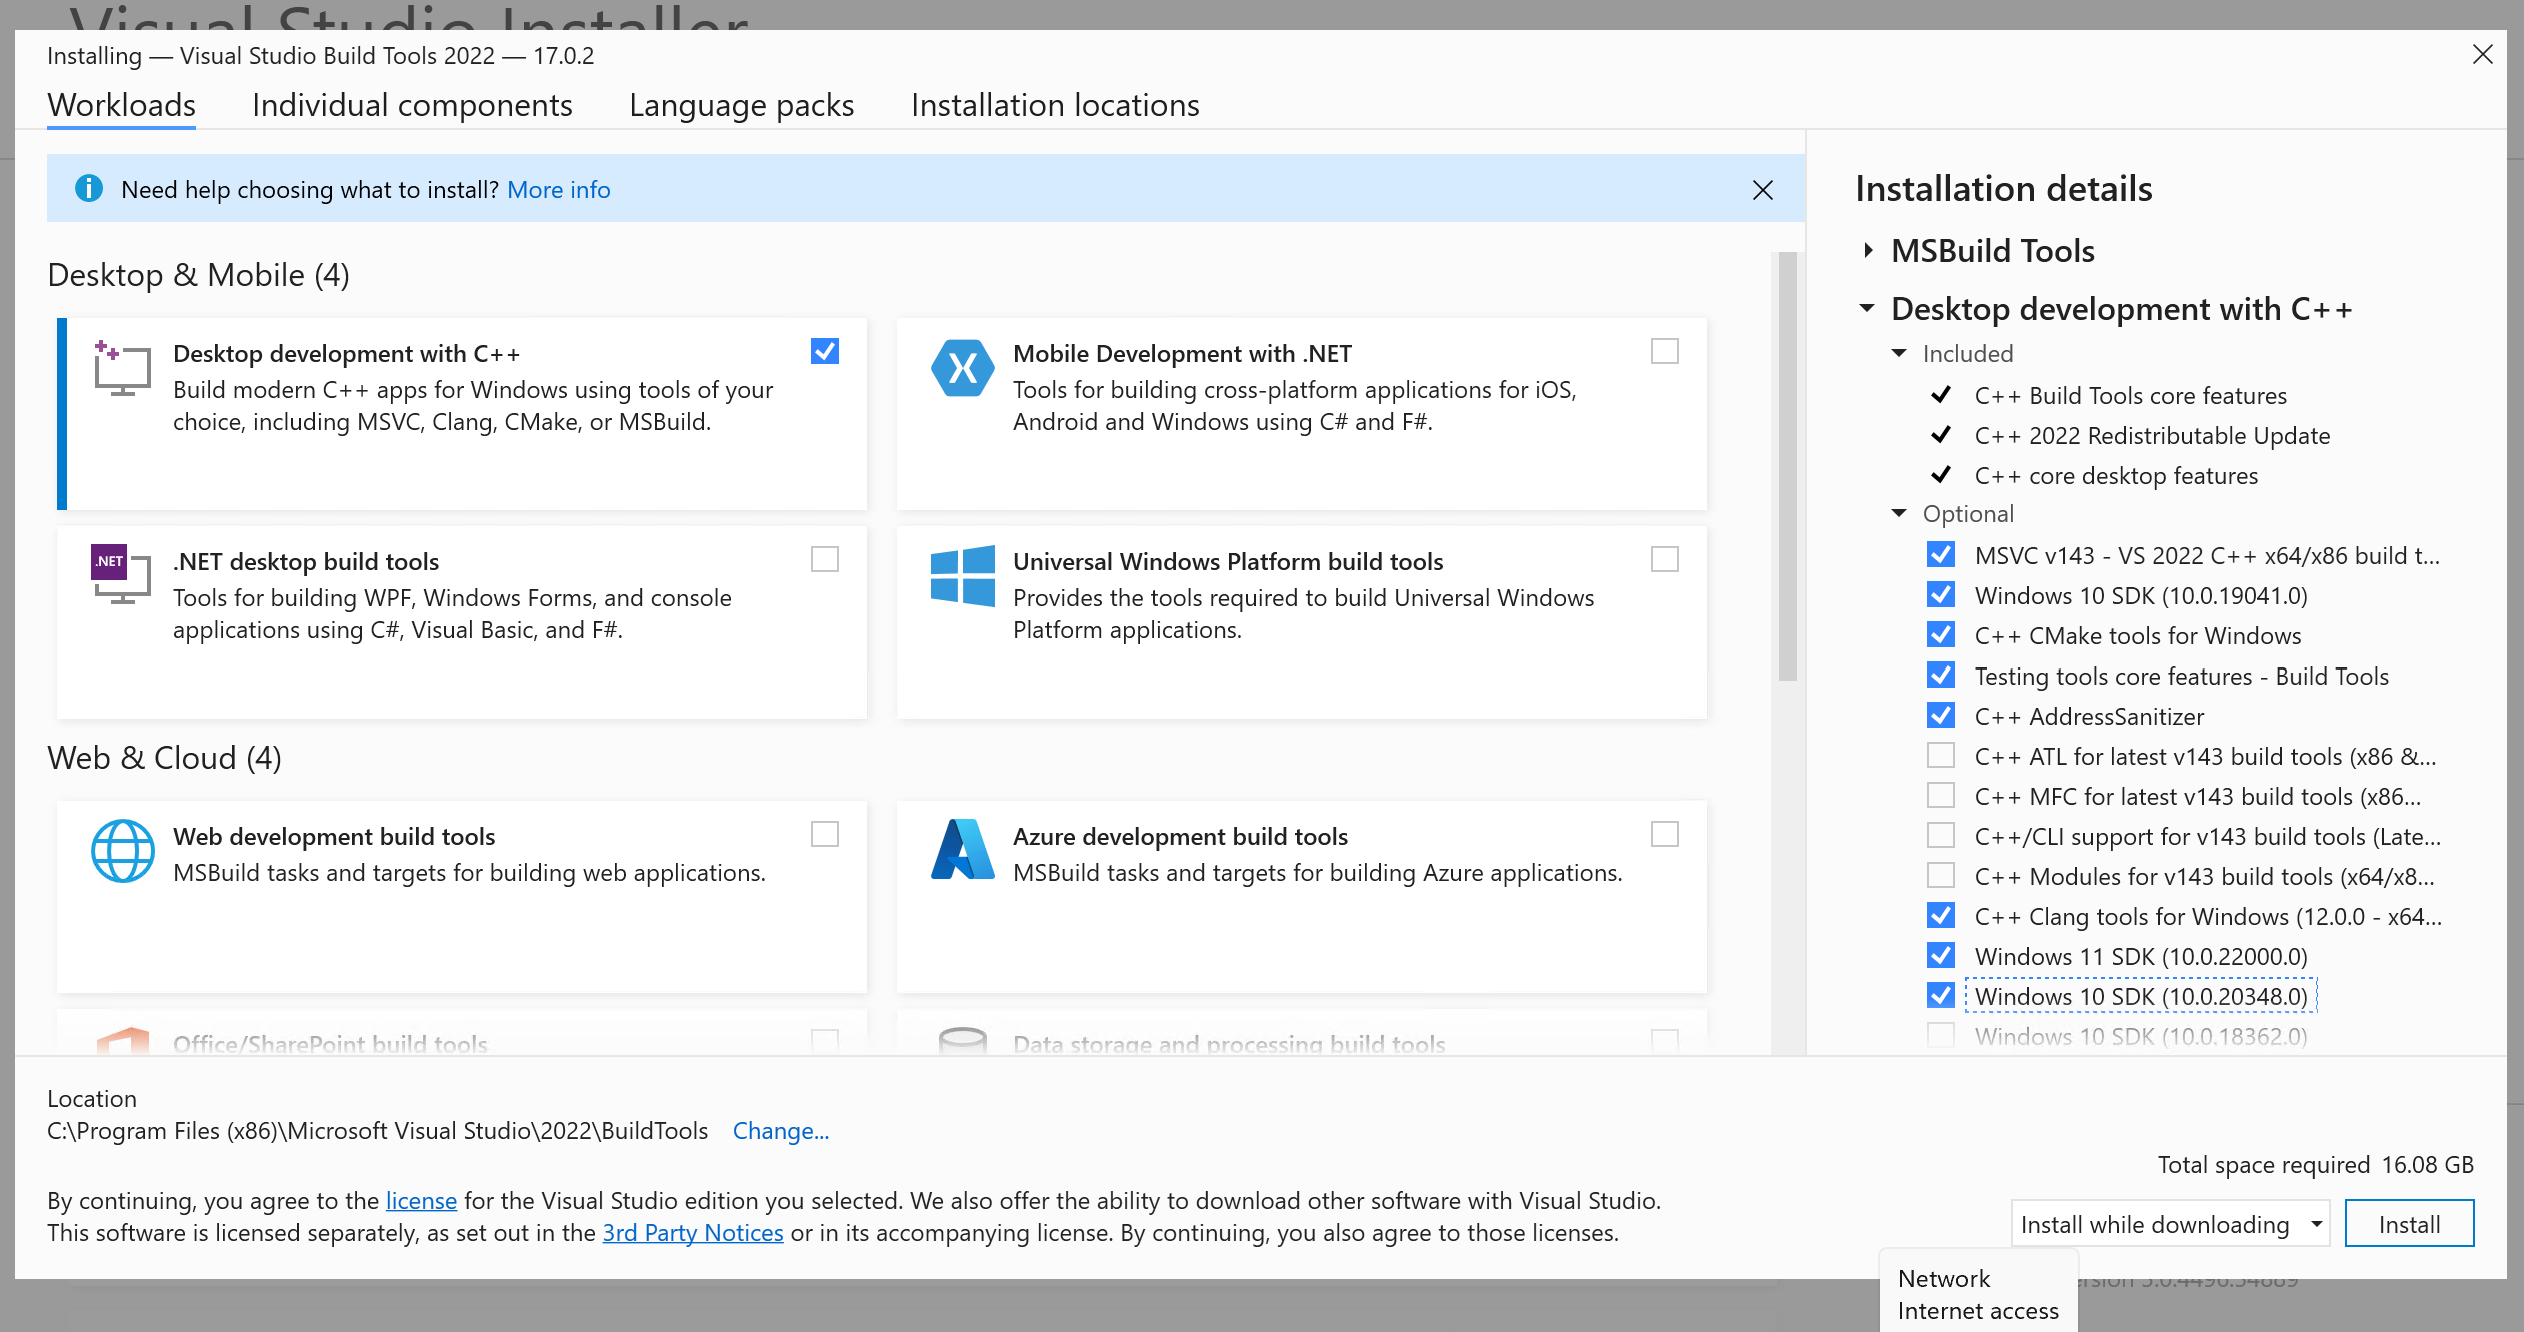 Visual Studio Installer
Installing — Visual Studio Build Tools 2022 — 17.0.2
Workloads
Individual components
Language packs
Installation locations
Need help choosing what to install? More info
Desktop & Mobile (4)
Desktop development with C++
Build modern C++ apps for Windows using tools of your
choice, including MSVC, Clang, CMake, or MSBuild.
Mobile Development with .NET
Tools for building cross-platform applications for iOS,
Android and Windows using C# and F#.
.NET
.NET desktop build tools
Tools for building WPF, Windows Forms, and console
applications using C#, Visual Basic, and F#.
Universal Windows Platform build tools
Provides the tools required to build Universal Windows
Platform applications.
Web & Cloud (4)
Web development build tools
MSBuild tasks and targets for building web applications.
Azure development build tools
MSBuild tasks and targets for building Azure applications.
Office/SharePoint build tools
Data storage and processing build tools
Installation details
MSBuild Tools
Desktop development with C++
Included
C++ Build Tools core features
C++ 2022 Redistributable Update
C++ core desktop features
Optional
MSVC v143 - VS 2022 C++ x64/x86 build t...
Windows 10 SDK (10.0.19041.0)
C++ CMake tools for Windows
Testing tools core features - Build Tools
C++ AddressSanitizer
C++ ATL for latest v143 build tools (x86 &...
C++ MFC for latest v143 build tools (x86...
C++/CLI support for v143 build tools (Late...
C++ Modules for v143 build tools (x64/x8...
C++ Clang tools for Windows (12.0.0 - x64...
Windows 11 SDK (10.0.22000.0)
Windows 10 SDK (10.0.20348.0)
Windows 10 SDK (10.0.18362.0)
Location
C:\Program Files (x86)\Microsoft Visual Studio\2022\BuildTools Change...
By continuing, you agree to the license for the Visual Studio edition you selected. We also offer the ability to download other software with Visual Studio.
This software is licensed separately, as set out in the 3rd Party Notices or in its accompanying license. By continuing, you also agree to those licenses.
Total space required 16.08 GB
Install while downloading
Install
Network
Internet access